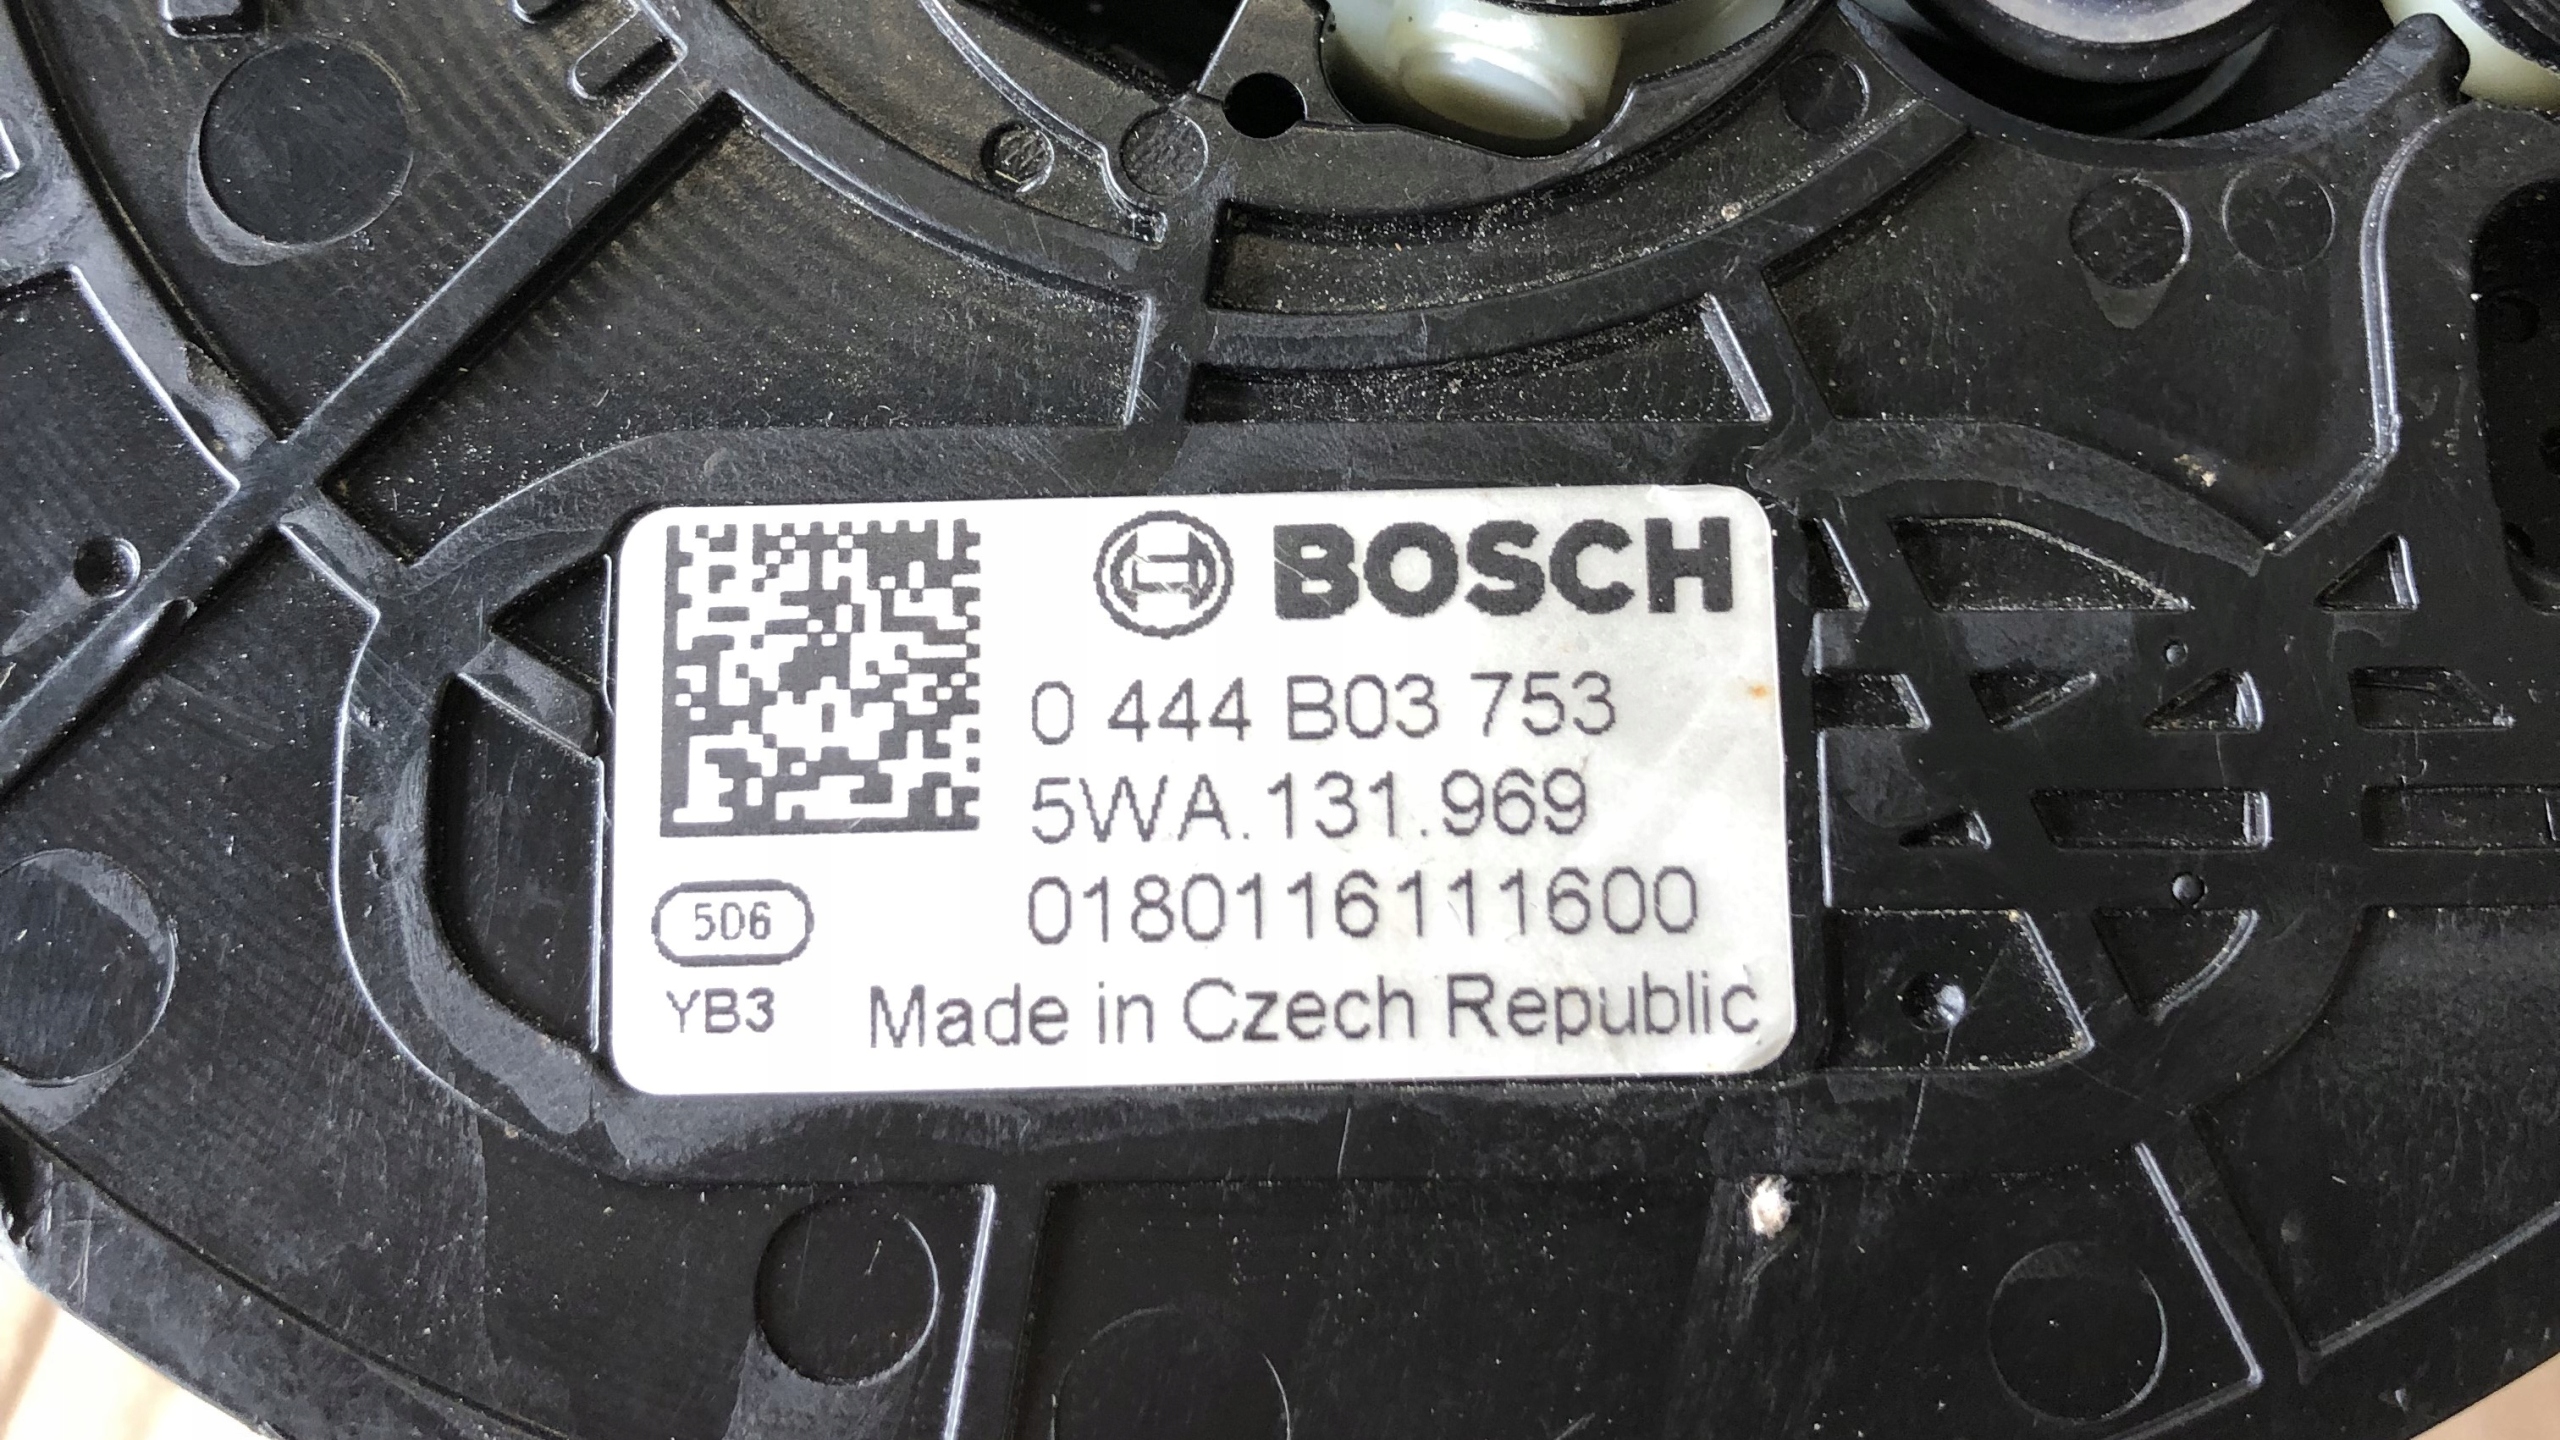 BOSCH
0 444 B03 753
5WA.131.969
0180116111600
506
YB3
Made in Czech Republic